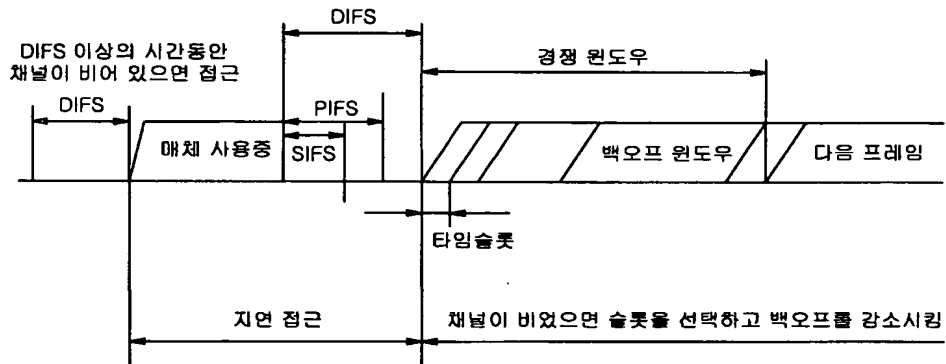 DIFS
DIFS 이상의 시간동안
채널이 비어 있으면 접근
경쟁 윈도우
DIFS
PIFS
매체 사용중
SIFS
백오프 윈도우
다음 프레임
타임슬롯
지연 접근
채널이 비었으면 슬롯을 선택하고 백오프를 감소시킴